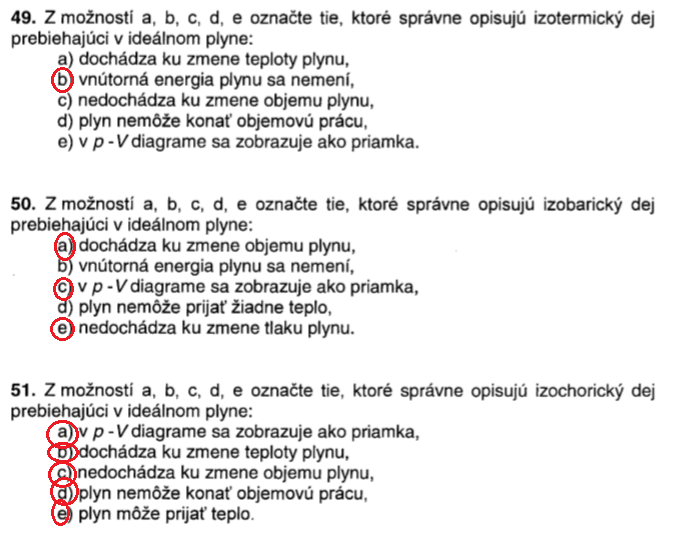 49. Z možností a, b, c, d, e označte tie, ktoré správne opisujú izotermický dej
prebiehajúci v ideálnom plyne:
a) dochádza ku zmene teploty plynu,
b) vnútorná energia plynu sa nemení,
c) nedochádza ku zmene objemu plynu,
d) plyn nemôže konať objemovú prácu,
e) v p - V diagrame sa zobrazuje ako priamka.
50. Z možností a, b, c, d, e označte tie, ktoré správne opisujú izobarický dej
prebiehajúci v ideálnom plyne:
a) dochádza ku zmene objemu plynu,
b) vnútorná energia plynu sa nemení,
c) v p - V diagrame sa zobrazuje ako priamka,
d) plyn nemôže prijať žiadne teplo,
e) nedochádza ku zmene tlaku plynu.
51. Z možností a, b, c, d, e označte tie, ktoré správne opisujú izochorický dej
prebiehajúci v ideálnom plyne:
a) v p - V diagrame sa zobrazuje ako priamka,
b) dochádza ku zmene teploty plynu,
c) nedochádza ku zmene objemu plynu,
d) plyn nemôže konať objemovú prácu,
e) plyn môže prijať teplo.